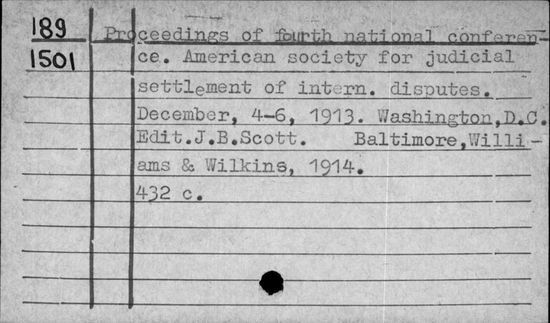 189
1501
Proceedings of fourth national conferen-
ce. American society for judicial
settlement of intern. disputes.
December, 4-6, 1913. Washington,D.C.
Edit.J.B.Scott. Baltimore,Willi-
ams & Wilkins, 1914.
432 c.